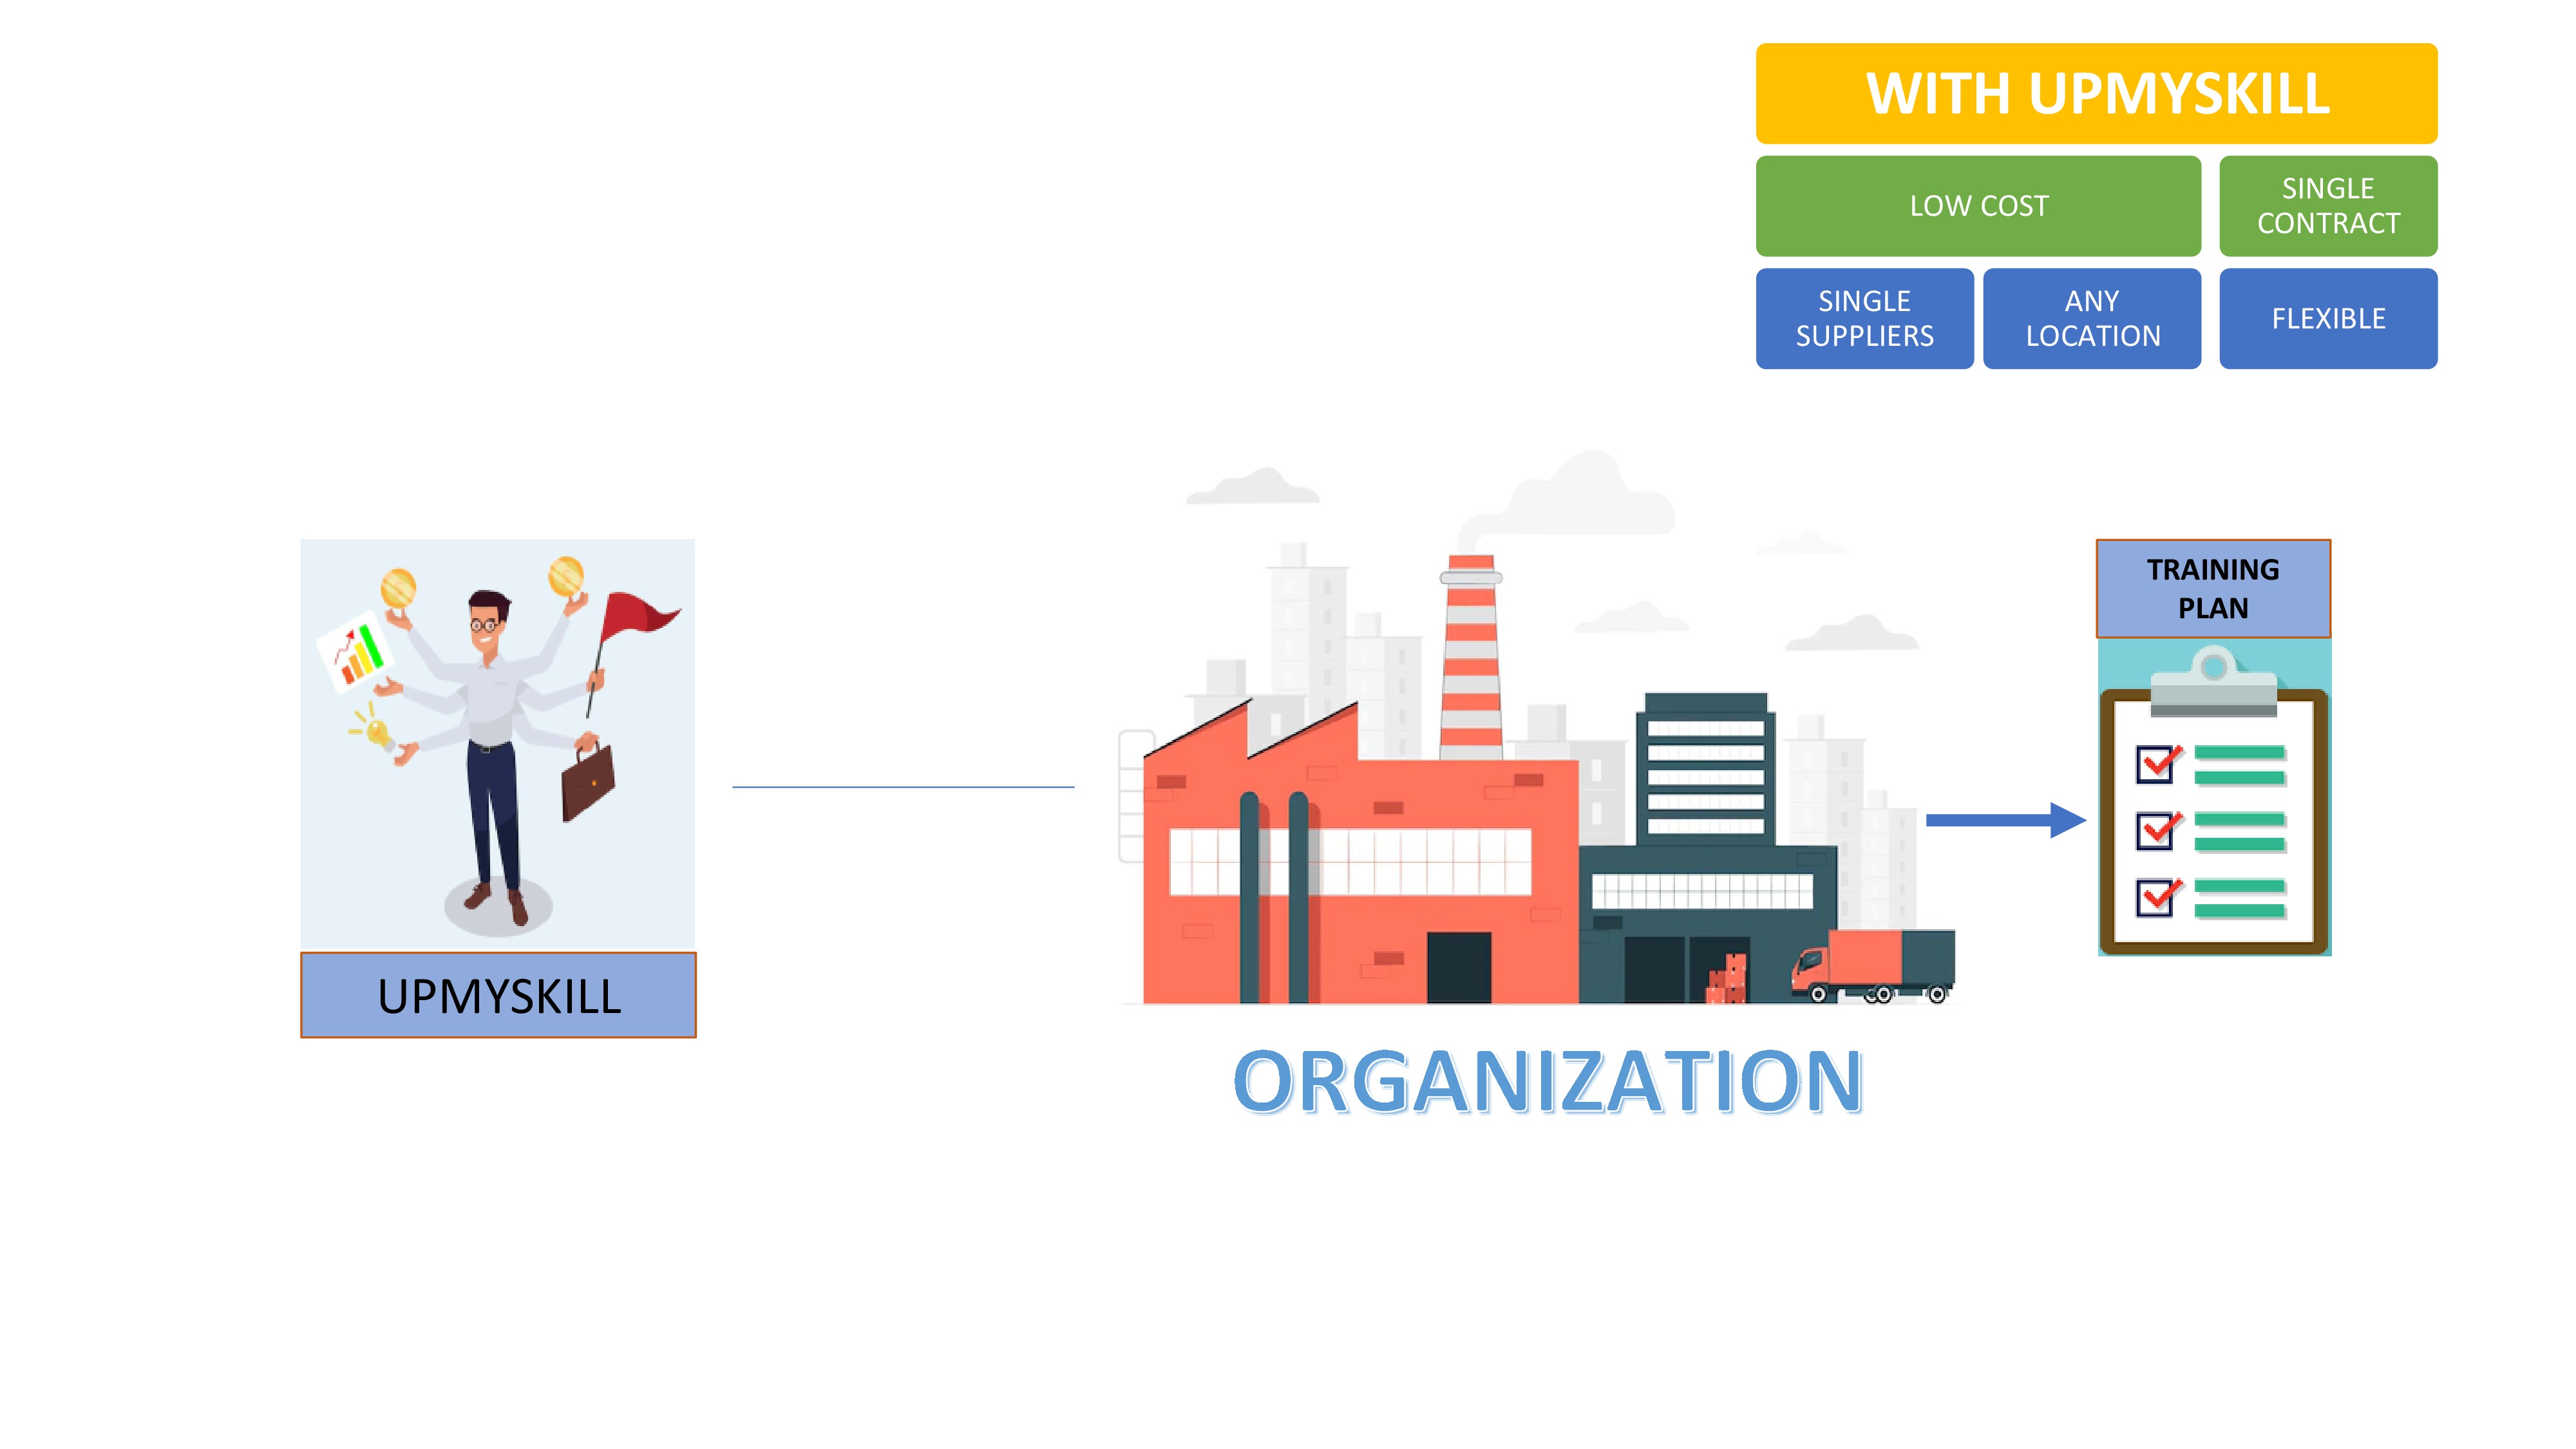 WITH UPMYSKILL
LOW COST
SINGLE
CONTRACT
SINGLE
SUPPLIERS
ANY
LOCATION
FLEXIBLE
TRAINING
PLAN
UPMYSKILL
ORGANIZATION